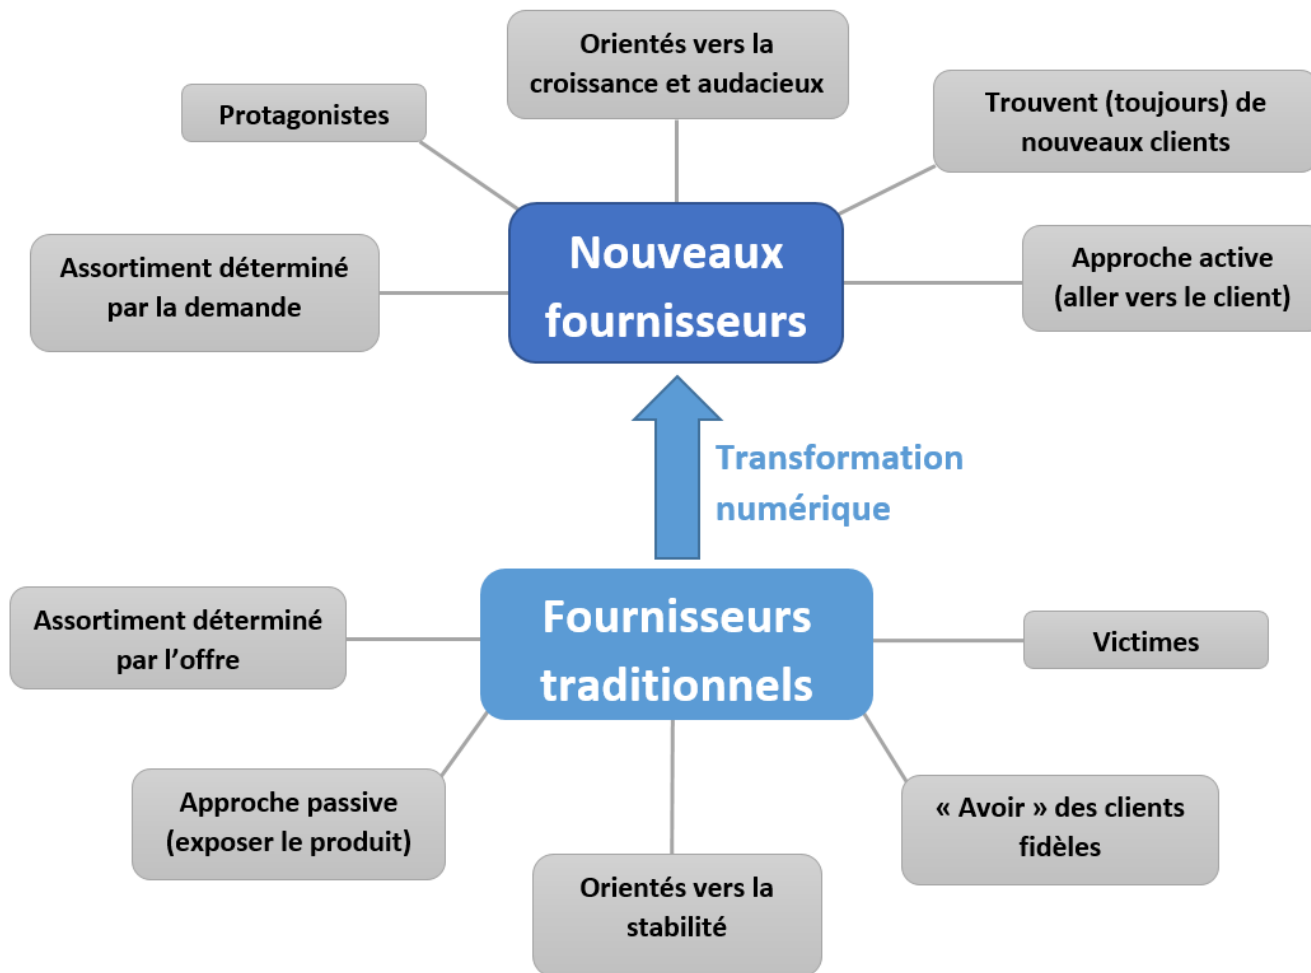 Orientés vers la
croissance et audacieux
Protagonistes
Trouvent (toujours) de
nouveaux clients
Assortiment déterminé
par la demande
Nouveaux
fournisseurs
Approche active
(aller vers le client)
Transformation
numérique
Assortiment déterminé
par l’offre
Fournisseurs
traditionnels
Victimes
Approche passive
(exposer le produit)
Orientés vers la
stabilité
« Avoir » des clients
fidèles